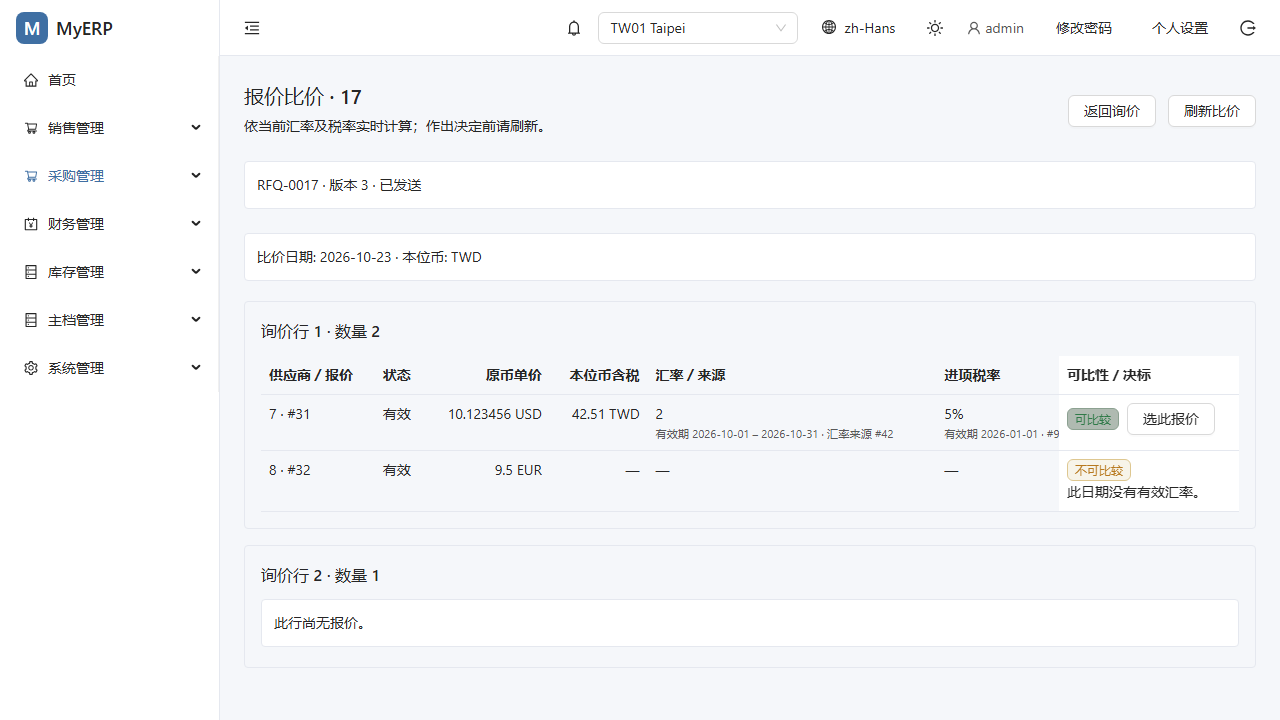 M MyERP
TW01 Taipei
zh-Hans
admin
修改密码
个人设置
首页
销售管理
采购管理
财务管理
库存管理
主档管理
系统管理
报价比价 · 17
依当前汇率及税率实时计算；作出决定前请刷新。
返回询价
刷新比价
RFQ-0017 · 版本 3 · 已发送
比价日期: 2026-10-23 · 本位币: TWD
询价行 1 · 数量 2
供应商 / 报价 状态 原币单价 本位币含税 汇率 / 来源 进项税率 可比性 / 决标
7 · #31 有效 10.123456 USD 42.51 TWD 2 5% 可比较 选此报价
有效期 2026-10-01 – 2026-10-31 · 汇率来源 #42 有效期 2026-01-01 · #9
8 · #32 有效 9.5 EUR — — — 不可比较
此日期没有有效汇率。
询价行 2 · 数量 1
此行尚无报价。